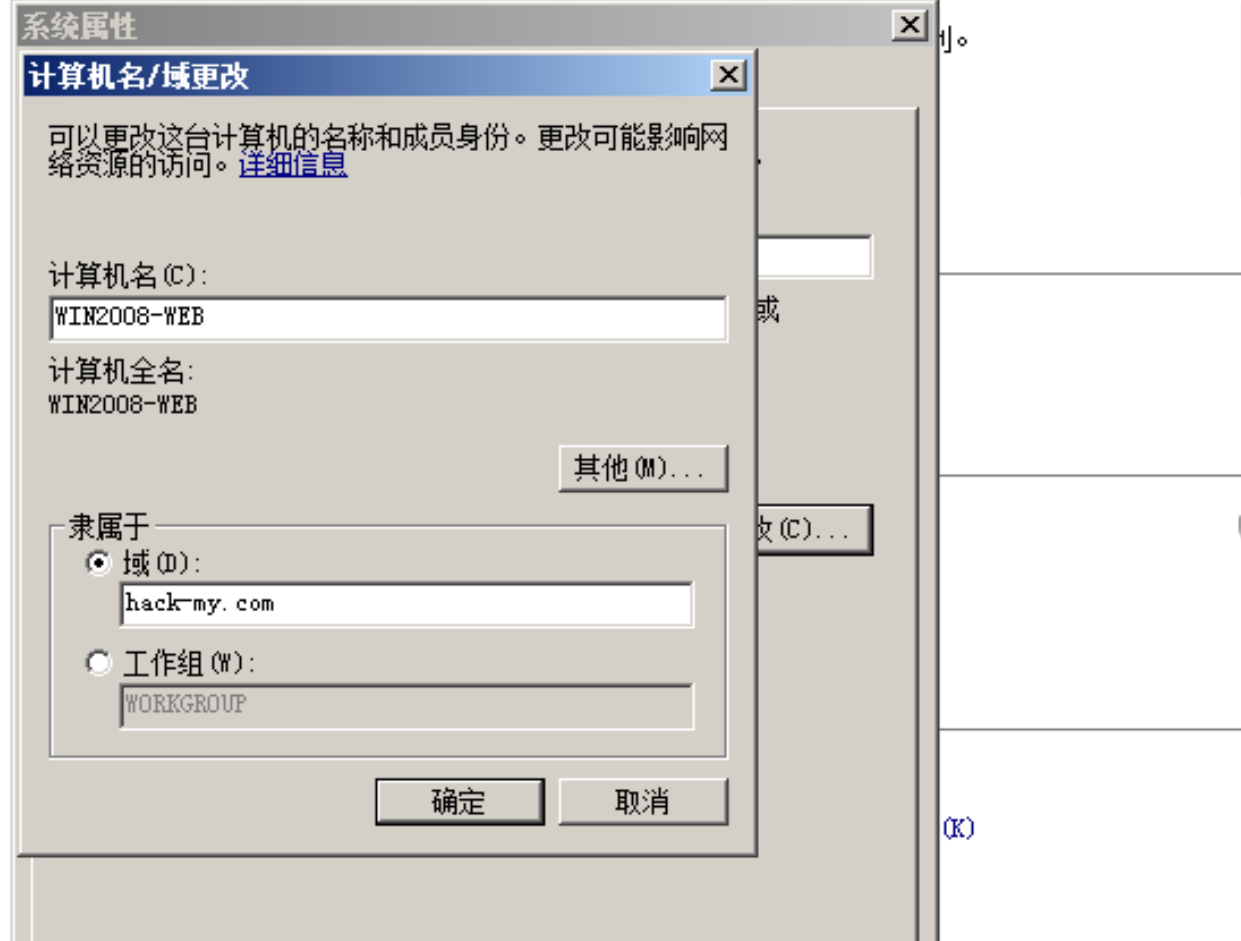 系统属性
计算机名/域更改
可以更改这台计算机的名称和成员身份。更改可能影响网
络资源的访问。详细信息
计算机名(C):
WIN2008-WEB
或
计算机全名:
WIN2008-WEB
其他(M)...
隶属于
改(C)...
域(D):
hack-my.com
工作组(W):
WORKGROUP
确定
取消
(K)